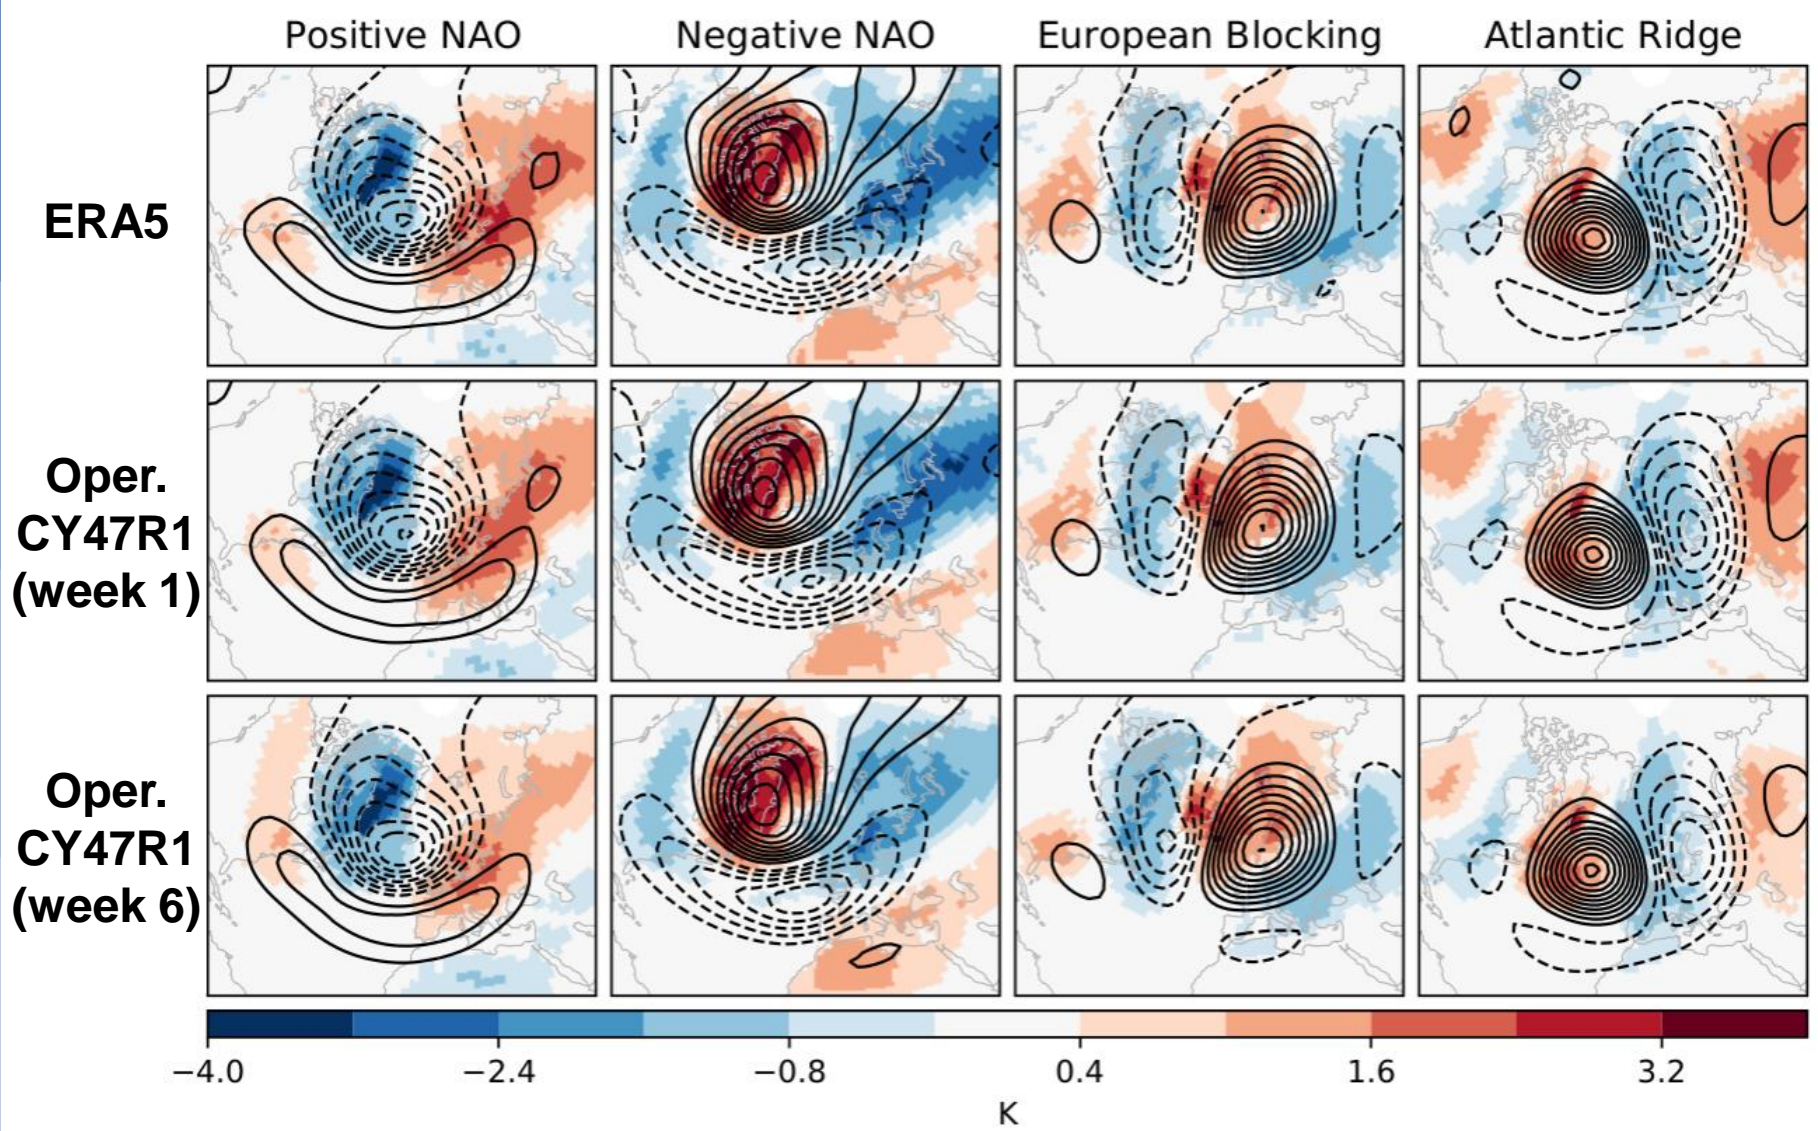 Positive NAO
Negative NAO
European Blocking
Atlantic Ridge
ERA5
Oper.
CY47R1
(week 1)
Oper.
CY47R1
(week 6)
−4.0
−2.4
−0.8
0.4
1.6
3.2
K